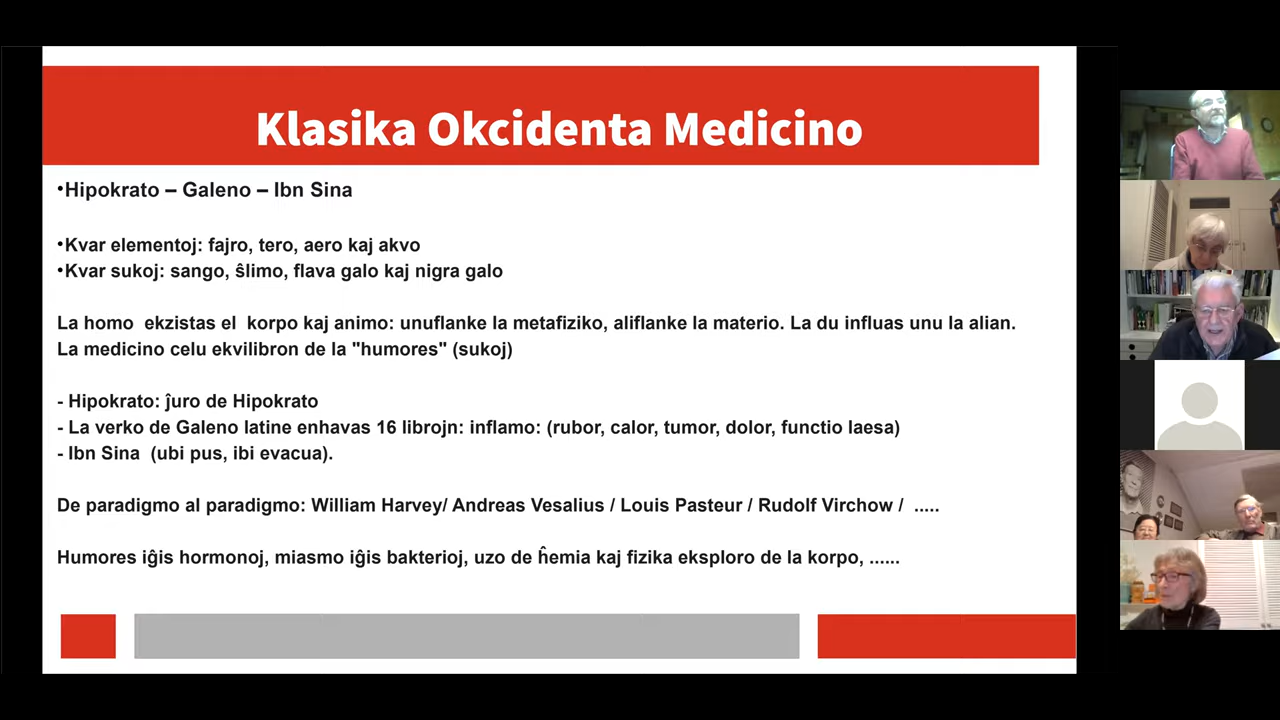 Klasika Okcidenta Medicino
•Hipokrato – Galeno – Ibn Sina
•Kvar elementoj: fajro, tero, aero kaj akvo
•Kvar sukoj: sango, ŝlimo, flava galo kaj nigra galo
La homo  ekzistas el  korpo kaj animo: unuflanke la metafiziko, aliflanke la materio. La du influas unu la alian.
La medicino celu ekvilibron de la "humores" (sukoj)
- Hipokrato: ĵuro de Hipokrato
- La verko de Galeno latine enhavas 16 librojn: inflamo: (rubor, calor, tumor, dolor, functio laesa)
- Ibn Sina  (ubi pus, ibi evacua).
De paradigmo al paradigmo: William Harvey/ Andreas Vesalius / Louis Pasteur / Rudolf Virchow /  .....
Humores iĝis hormonoj, miasmo iĝis bakterioj, uzo de ĥemia kaj fizika eksploro de la korpo, ......